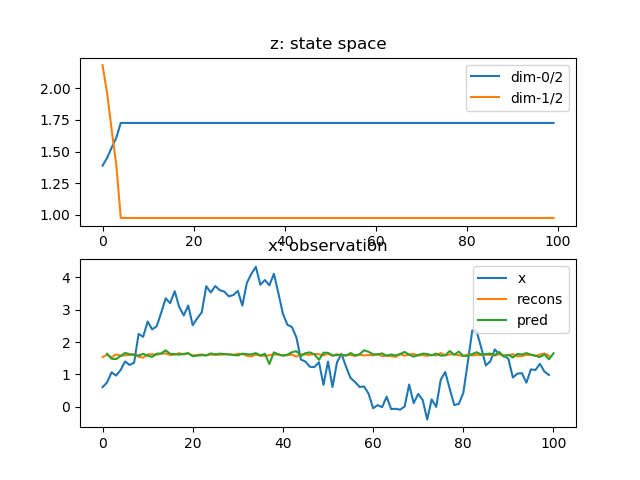 z: state space
2.00
1.75
1.50
1.25
1.00
dim-0/2
dim-1/2
0 20 40 60 80 100
x: observation
4
3
2
1
0
x
recons
pred
0 20 40 60 80 100